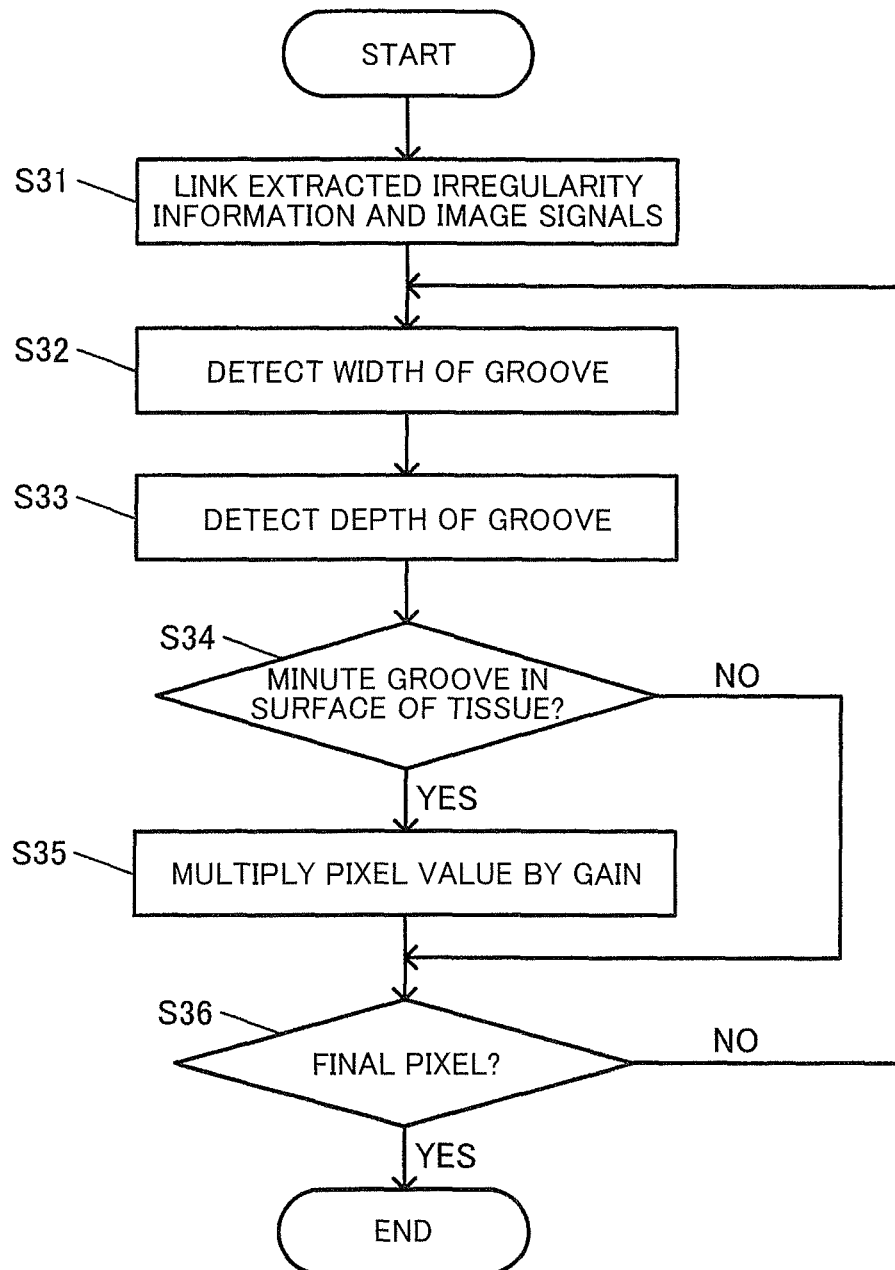 START
S31
LINK EXTRACTED IRREGULARITY
INFORMATION AND IMAGE SIGNALS
S32
DETECT WIDTH OF GROOVE
S33
DETECT DEPTH OF GROOVE
S34
MINUTE GROOVE IN
SURFACE OF TISSUE?
NO
YES
S35
MULTIPLY PIXEL VALUE BY GAIN
S36
FINAL PIXEL?
NO
YES
END